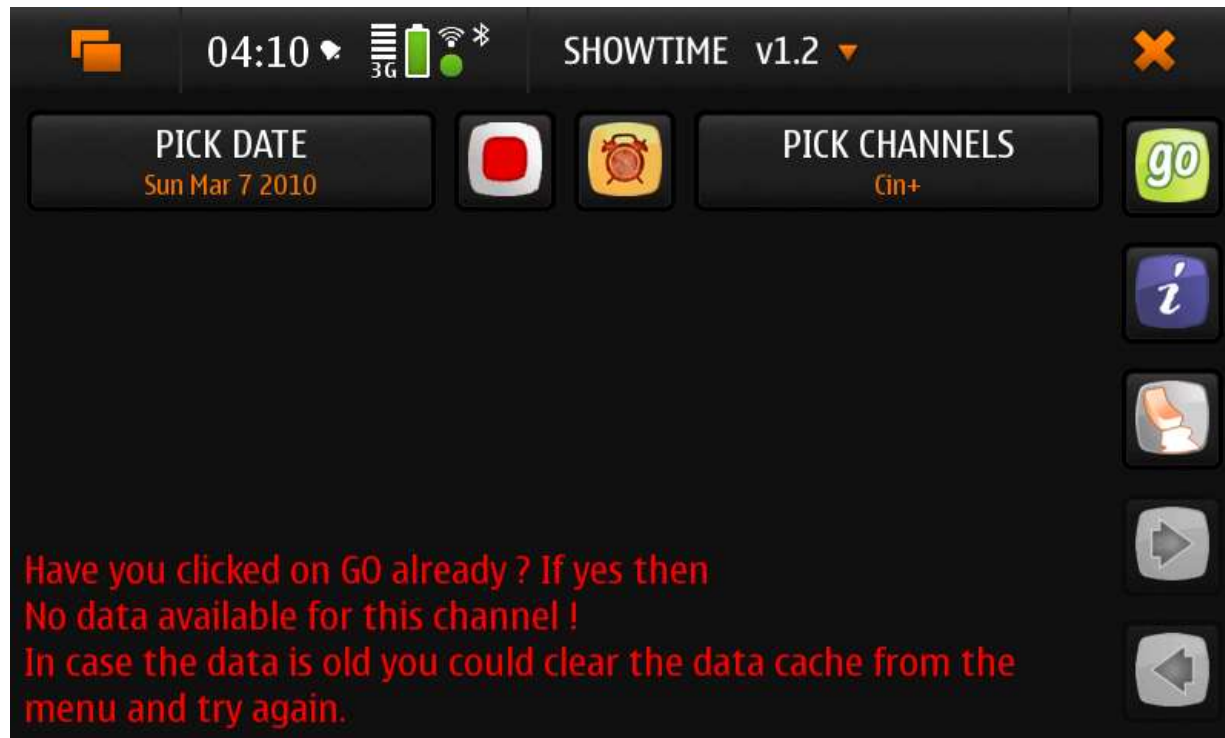 04:10
3G
SHOWTIME v1.2
PICK DATE
Sun Mar 7 2010
PICK CHANNELS
Cin+
go
i
Have you clicked on GO already ? If yes then
No data available for this channel !
In case the data is old you could clear the data cache from the
menu and try again.